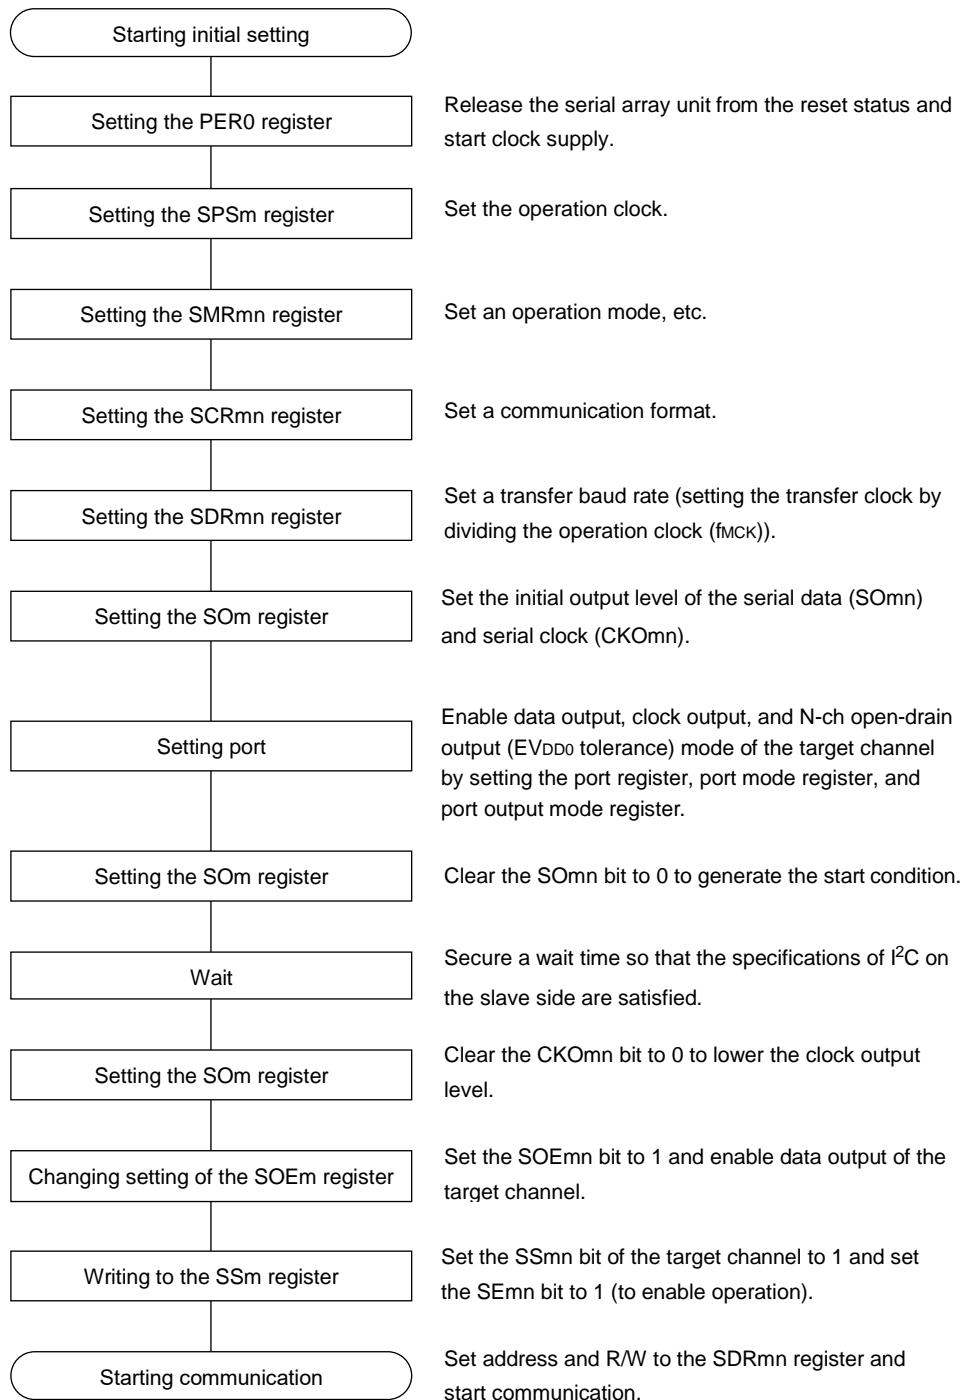 Starting initial setting
Setting the PER0 register
Release the serial array unit from the reset status and
start clock supply.
Setting the SPSm register
Set the operation clock.
Setting the SMRmn register
Set an operation mode, etc.
Setting the SCRmn register
Set a communication format.
Setting the SDRmn register
Set a transfer baud rate (setting the transfer clock by
dividing the operation clock (fMCK)).
Setting the SOm register
Set the initial output level of the serial data (SOmn)
and serial clock (CKOmn).
Setting port
Enable data output, clock output, and N-ch open-drain
output (EVDD0 tolerance) mode of the target channel
by setting the port register, port mode register, and
port output mode register.
Setting the SOm register
Clear the SOmn bit to 0 to generate the start condition.
Wait
Secure a wait time so that the specifications of I²C on
the slave side are satisfied.
Setting the SOm register
Clear the CKOmn bit to 0 to lower the clock output
level.
Changing setting of the SOEm register
Set the SOEmn bit to 1 and enable data output of the
target channel.
Writing to the SSm register
Set the SSmn bit of the target channel to 1 and set
the SEmn bit to 1 (to enable operation).
Starting communication
Set address and R/W to the SDRmn register and
start communication.